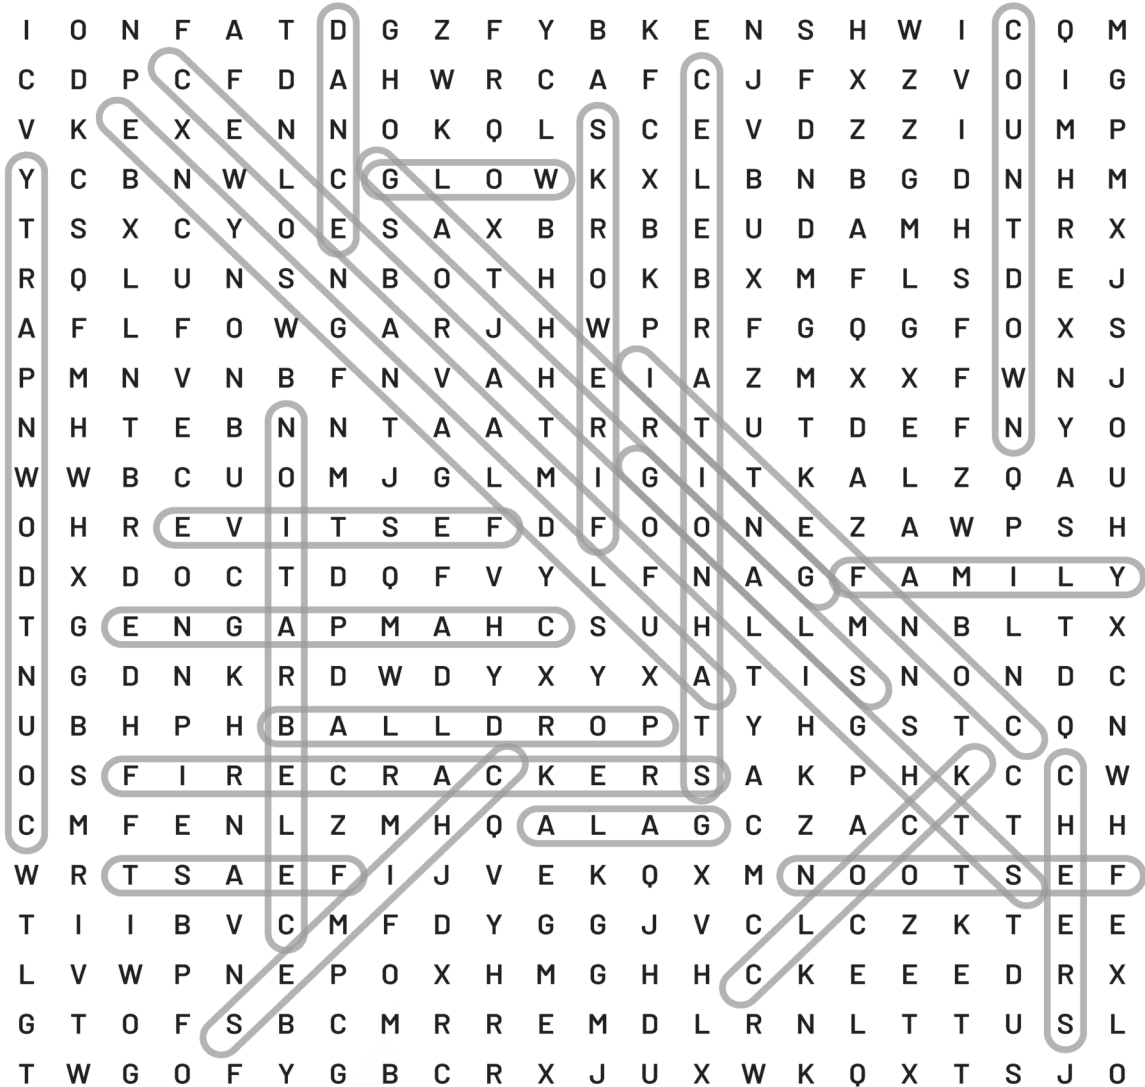 I O N F A T D G Z F Y B K E N S H W I C Q M
C D P C F D A H W R C A F C J F X Z V O I G
V K E X E N N O K Q L S C E V D Z Z I U M P
Y C B N W L C G L O W K X L B N B G D N H M
T S X C Y O E S A X B R B E U D A M H T R X
R Q L U N S N B O T H O K B X M F L S D E J
A F L F O W G A R J H W P R F G Q G F O X S
P M N V N B F N V A H E I A Z M X X F W N J
N H T E B N N T A A T R R T U T D E F N Y O
W W B C U O M J G L M I G I T K A L Z Q A U
O H R E V I T S E F D F O O N E Z A W P S H
D X D O C T D Q F V Y L F N A G F A M I L Y
T G E N G A P M A H C S U H L L M N B L T X
N G D N K R D W D Y X Y X A T I S N O N D C
U B H P H B A L L D R O P T Y H G S T C Q N
O S F I R E C R A C K E R S A K P H K C C W
C M F E N L Z M H Q A L A G C Z A C T T H H
W R T S A E F I J V E K Q X M N O O T S E F
T I I B V C M F D Y G G J V C L C Z K T E E
L V W P N E P O X H M G H H C K E E E D R X
G T O F S B C M R R E M D L R N L T T U S L
T W G O F Y G B C R X J U X W K Q X T S J O